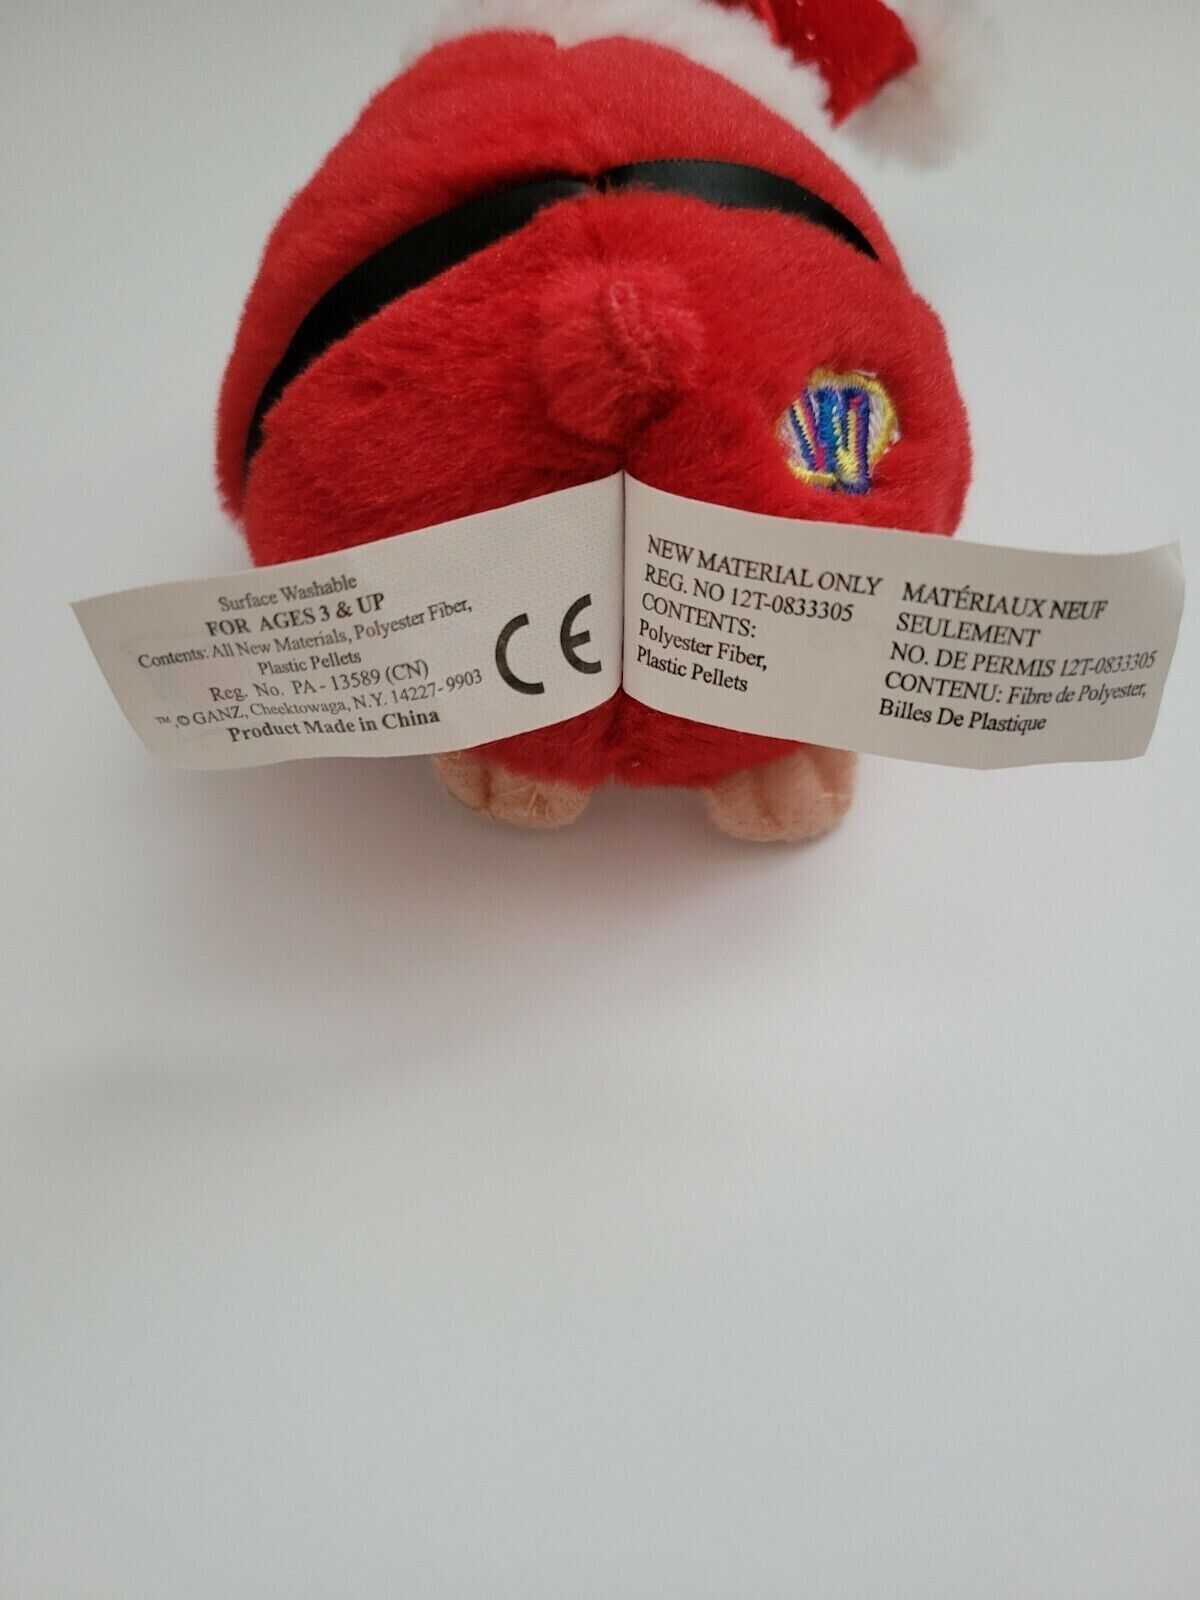 Surface Washable
FOR AGES 3 & UP
Contents: All New Materials, Polyester Fiber,
Plastic Pellets
Reg. No. PA-13589 (CN)
™,© GANZ, Cheektowaga, N.Y. 14227-9903
Product Made in China
CE
NEW MATERIAL ONLY
REG. NO 12T-0833305
CONTENTS:
Polyester Fiber,
Plastic Pellets
MATÉRIAUX NEUF
SEULEMENT
NO. DE PERMIS 12T-0833305
CONTENU: Fibre de Polyester,
Billes De Plastique
W